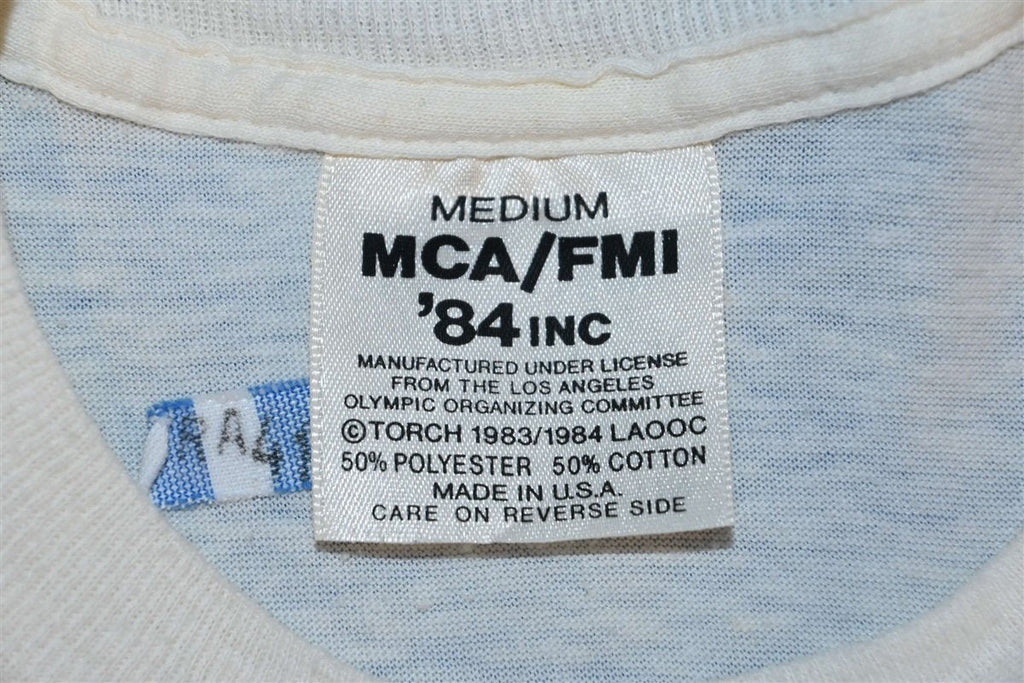 MEDIUM
MCA/FMI
'84 INC
MANUFACTURED UNDER LICENSE
FROM THE LOS ANGELES
OLYMPIC ORGANIZING COMMITTEE
©TORCH 1983/1984 LAOOC
50% POLYESTER 50% COTTON
MADE IN U.S.A.
CARE ON REVERSE SIDE